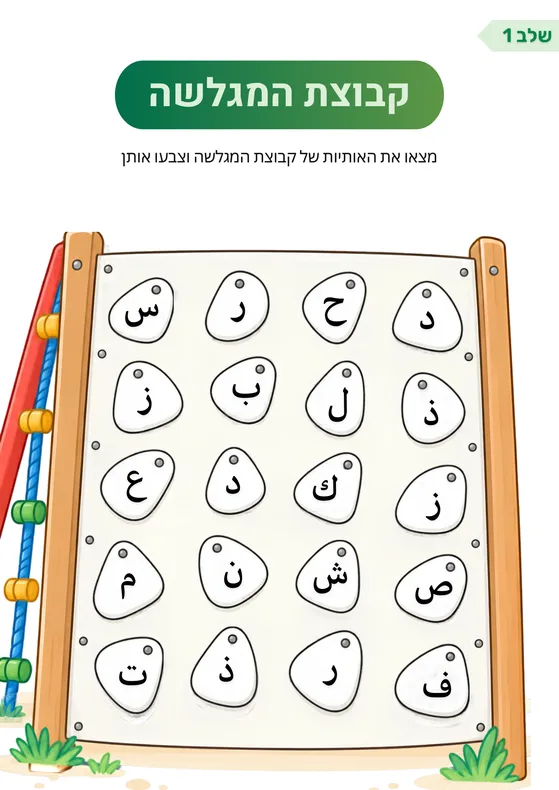 שלב 1
קבוצת המגלשה
מצאו את האותיות של קבוצת המגלשה וצבעו אותן
د ح ر س
ذ ل ب ز
ز ك د ع
ص ش ن م
ف ر ذ ت